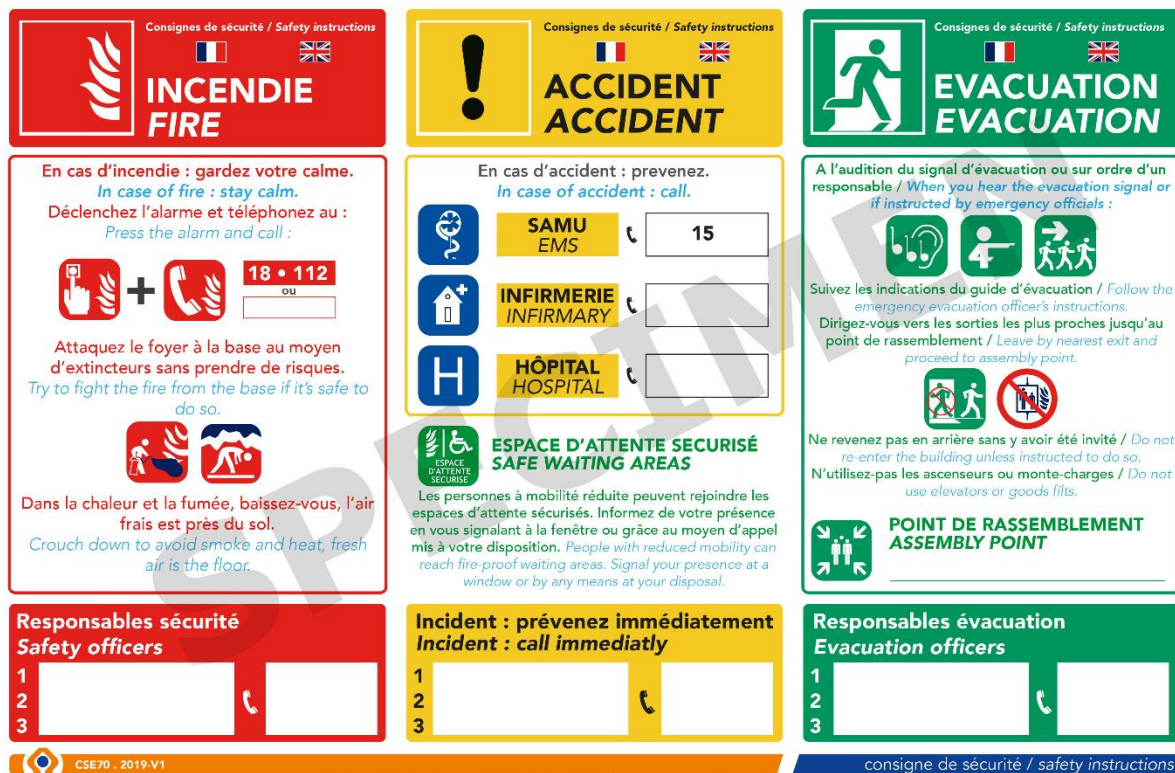 Consignes de sécurité / Safety instructions
INCENDIE
FIRE
En cas d'incendie : gardez votre calme.
In case of fire : stay calm.
Déclenchez l'alarme et téléphonez au :
Press the alarm and call :
18 • 112
ou
Attaquez le foyer à la base au moyen
d'extincteurs sans prendre de risques.
Try to fight the fire from the base if it's safe to
do so.
Dans la chaleur et la fumée, baissez-vous, l'air
frais est près du sol.
Crouch down to avoid smoke and heat, fresh
air is the floor.
Responsables sécurité
Safety officers
1
2
3
Consignes de sécurité / Safety instructions
ACCIDENT
ACCIDENT
En cas d'accident : prevenez.
In case of accident : call.
SAMU
EMS
15
INFIRMERIE
INFIRMARY
H
HÔPITAL
HOSPITAL
ESPACE
D'ATTENTE
SECURISE
ESPACE D'ATTENTE SECURISÉ
SAFE WAITING AREAS
Les personnes à mobilité réduite peuvent rejoindre les
espaces d'attente sécurisés. Informez de votre présence
en vous signalant à la fenêtre ou grâce au moyen d'appel
mis à votre disposition. People with reduced mobility can
reach fire-proof waiting areas. Signal your presence at a
window or by any means at your disposal.
Incident : prévenez immédiatement
Incident : call immediatly
1
2
3
Consignes de sécurité / Safety instructions
EVACUATION
EVACUATION
A l'audition du signal d'évacuation ou sur ordre d'un
responsable / When you hear the evacuation signal or
if instructed by emergency officials :
Suivez les indications du guide d'évacuation / Follow the
emergency evacuation officer's instructions.
Dirigez-vous vers les sorties les plus proches jusqu'au
point de rassemblement / Leave by nearest exit and
proceed to assembly point.
Ne revenez pas en arrière sans y avoir été invité / Do not
re-enter the building unless instructed to do so.
N'utilisez-pas les ascenseurs ou monte-charges / Do not
use elevators or goods filts.
POINT DE RASSEMBLEMENT
ASSEMBLY POINT
Responsables évacuation
Evacuation officers
1
2
3
SPECIMEN
CSE70 . 2019-V1
consigne de sécurité / safety instructions